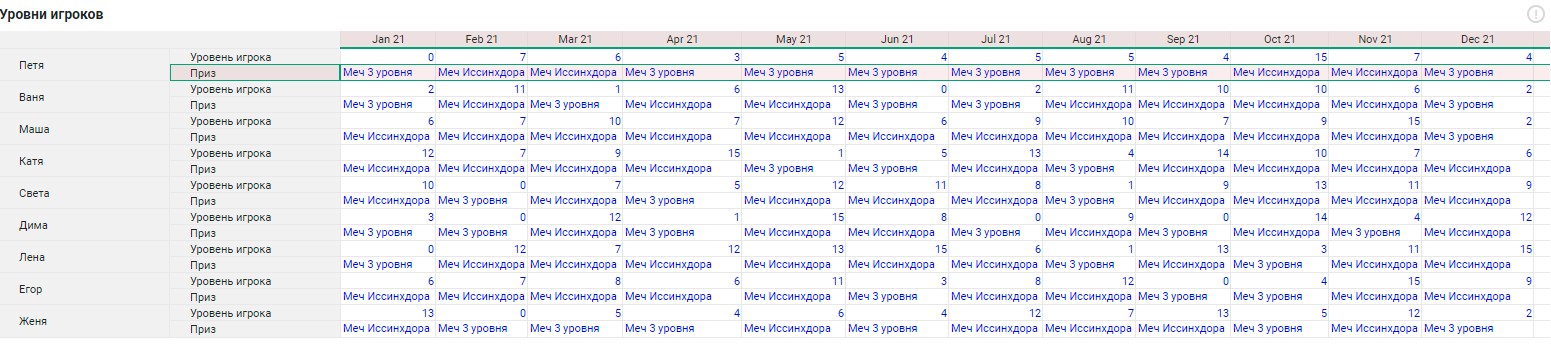 Уровни игроков
Jan 21 Feb 21 Mar 21 Apr 21 May 21 Jun 21 Jul 21 Aug 21 Sep 21 Oct 21 Nov 21 Dec 21
Петя Уровень игрока 0 7 6 3 5 4 5 5 4 15 7 4
Приз Меч 3 уровня Меч Иссинхдора Меч Иссинхдора Меч 3 уровня Меч 3 уровня Меч 3 уровня Меч 3 уровня Меч 3 уровня Меч 3 уровня Меч Иссинхдора Меч Иссинхдора Меч 3 уровня
Ваня Уровень игрока 2 11 1 6 13 0 2 11 10 10 6 2
Приз Меч 3 уровня Меч Иссинхдора Меч 3 уровня Меч Иссинхдора Меч Иссинхдора Меч 3 уровня Меч 3 уровня Меч Иссинхдора Меч Иссинхдора Меч Иссинхдора Меч Иссинхдора Меч 3 уровня
Маша Уровень игрока 6 7 10 7 12 6 9 10 7 9 15 2
Приз Меч Иссинхдора Меч Иссинхдора Меч Иссинхдора Меч Иссинхдора Меч Иссинхдора Меч Иссинхдора Меч Иссинхдора Меч Иссинхдора Меч Иссинхдора Меч Иссинхдора Меч Иссинхдора Меч 3 уровня
Катя Уровень игрока 12 7 9 15 1 5 13 4 14 10 7 6
Приз Меч Иссинхдора Меч Иссинхдора Меч Иссинхдора Меч Иссинхдора Меч 3 уровня Меч 3 уровня Меч Иссинхдора Меч 3 уровня Меч Иссинхдора Меч Иссинхдора Меч Иссинхдора Меч Иссинхдора
Света Уровень игрока 10 0 7 5 12 11 8 1 9 13 11 9
Приз Меч Иссинхдора Меч 3 уровня Меч Иссинхдора Меч 3 уровня Меч Иссинхдора Меч Иссинхдора Меч Иссинхдора Меч 3 уровня Меч Иссинхдора Меч Иссинхдора Меч Иссинхдора Меч Иссинхдора
Дима Уровень игрока 3 0 12 1 15 8 0 9 0 14 4 12
Приз Меч 3 уровня Меч 3 уровня Меч Иссинхдора Меч 3 уровня Меч Иссинхдора Меч Иссинхдора Меч 3 уровня Меч Иссинхдора Меч 3 уровня Меч Иссинхдора Меч 3 уровня Меч Иссинхдора
Лена Уровень игрока 0 12 7 12 13 15 6 1 13 3 11 15
Приз Меч 3 уровня Меч Иссинхдора Меч Иссинхдора Меч Иссинхдора Меч Иссинхдора Меч Иссинхдора Меч Иссинхдора Меч 3 уровня Меч Иссинхдора Меч 3 уровня Меч Иссинхдора Меч Иссинхдора
Егор Уровень игрока 6 7 8 6 11 3 8 12 0 4 15 9
Приз Меч Иссинхдора Меч Иссинхдора Меч Иссинхдора Меч Иссинхдора Меч Иссинхдора Меч 3 уровня Меч Иссинхдора Меч Иссинхдора Меч 3 уровня Меч 3 уровня Меч Иссинхдора Меч Иссинхдора
Женя Уровень игрока 13 0 5 4 6 4 12 7 13 5 12 2
Приз Меч Иссинхдора Меч 3 уровня Меч 3 уровня Меч 3 уровня Меч Иссинхдора Меч 3 уровня Меч Иссинхдора Меч Иссинхдора Меч Иссинхдора Меч 3 уровня Меч Иссинхдора Меч 3 уровня